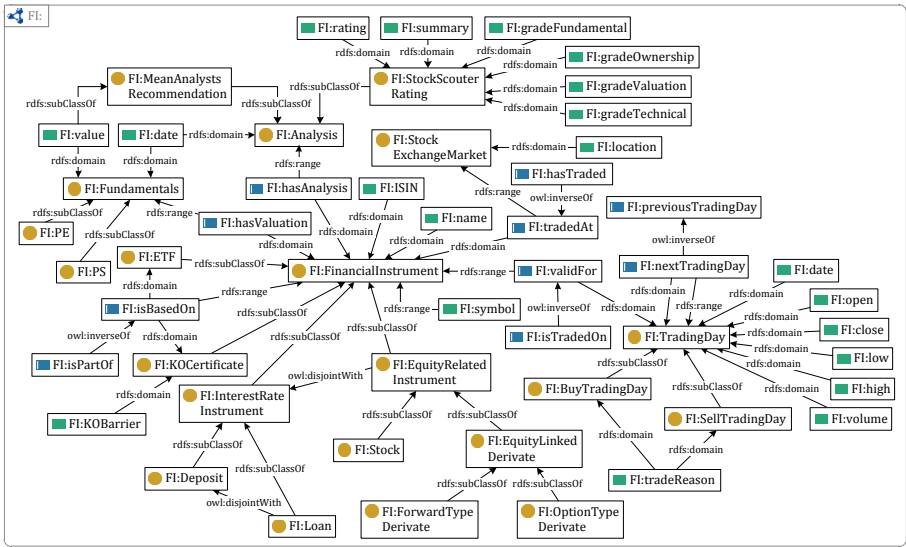 FI:
FI:rating
FI:summary
FI:gradeFundamental
rdfs:domain
rdfs:domain
rdfs:domain
FI:gradeOwnership
rdfs:domain
FI:MeanAnalysts
Recommendation
FI:StockScouter
Rating
rdfs:domain
FI:gradeValuation
rdfs:subClassOf
rdfs:subClassOf
rdfs:subClassOf
rdfs:domain
FI:gradeTechnical
FI:value
FI:date
rdfs:domain
FI:Analysis
FI:Stock
ExchangeMarket
rdfs:domain
FI:location
rdfs:domain
rdfs:domain
rdfs:range
FI:hasTraded
FI:Fundamentals
FI:hasAnalysis
FI:ISIN
rdfs:range
owl:inverseOf
rdfs:subClassOf
rdfs:range
FI:hasValuation
FI:name
FI:tradedAt
FI:previousTradingDay
FI:PE
rdfs:subClassOf
rdfs:domain
rdfs:domain
rdfs:domain
rdfs:domain
rdfs:domain
owl:inverseOf
FI:PS
FI:ETF
rdfs:subClassOf
FI:FinancialInstrument
rdfs:range
FI:validFor
FI:nextTradingDay
FI:date
rdfs:domain
rdfs:range
rdfs:domain
rdfs:domain
rdfs:range
rdfs:domain
FI:open
FI:isBasedOn
rdfs:range
FI:symbol
owl:inverseOf
rdfs:domain
rdfs:domain
FI:close
owl:inverseOf
rdfs:domain
rdfs:subClassOf
rdfs:subClassOf
FI:isTradedOn
FI:TradingDay
rdfs:domain
rdfs:domain
FI:low
FI:isPartOf
FI:KOCertificate
rdfs:subClassOf
FI:EquityRelated
Instrument
rdfs:subClassOf
rdfs:domain
FI:high
rdfs:domain
owl:disjointWith
FI:BuyTradingDay
rdfs:subClassOf
rdfs:domain
FI:volume
FI:KOBarrier
FI:InterestRate
Instrument
rdfs:subClassOf
rdfs:subClassOf
FI:SellTradingDay
rdfs:subClassOf
rdfs:subClassOf
FI:Stock
FI:EquityLinked
Derivate
rdfs:domain
rdfs:domain
FI:Deposit
rdfs:subClassOf
rdfs:subClassOf
FI:tradeReason
owl:disjointWith
FI:Loan
FI:ForwardType
Derivate
FI:OptionType
Derivate